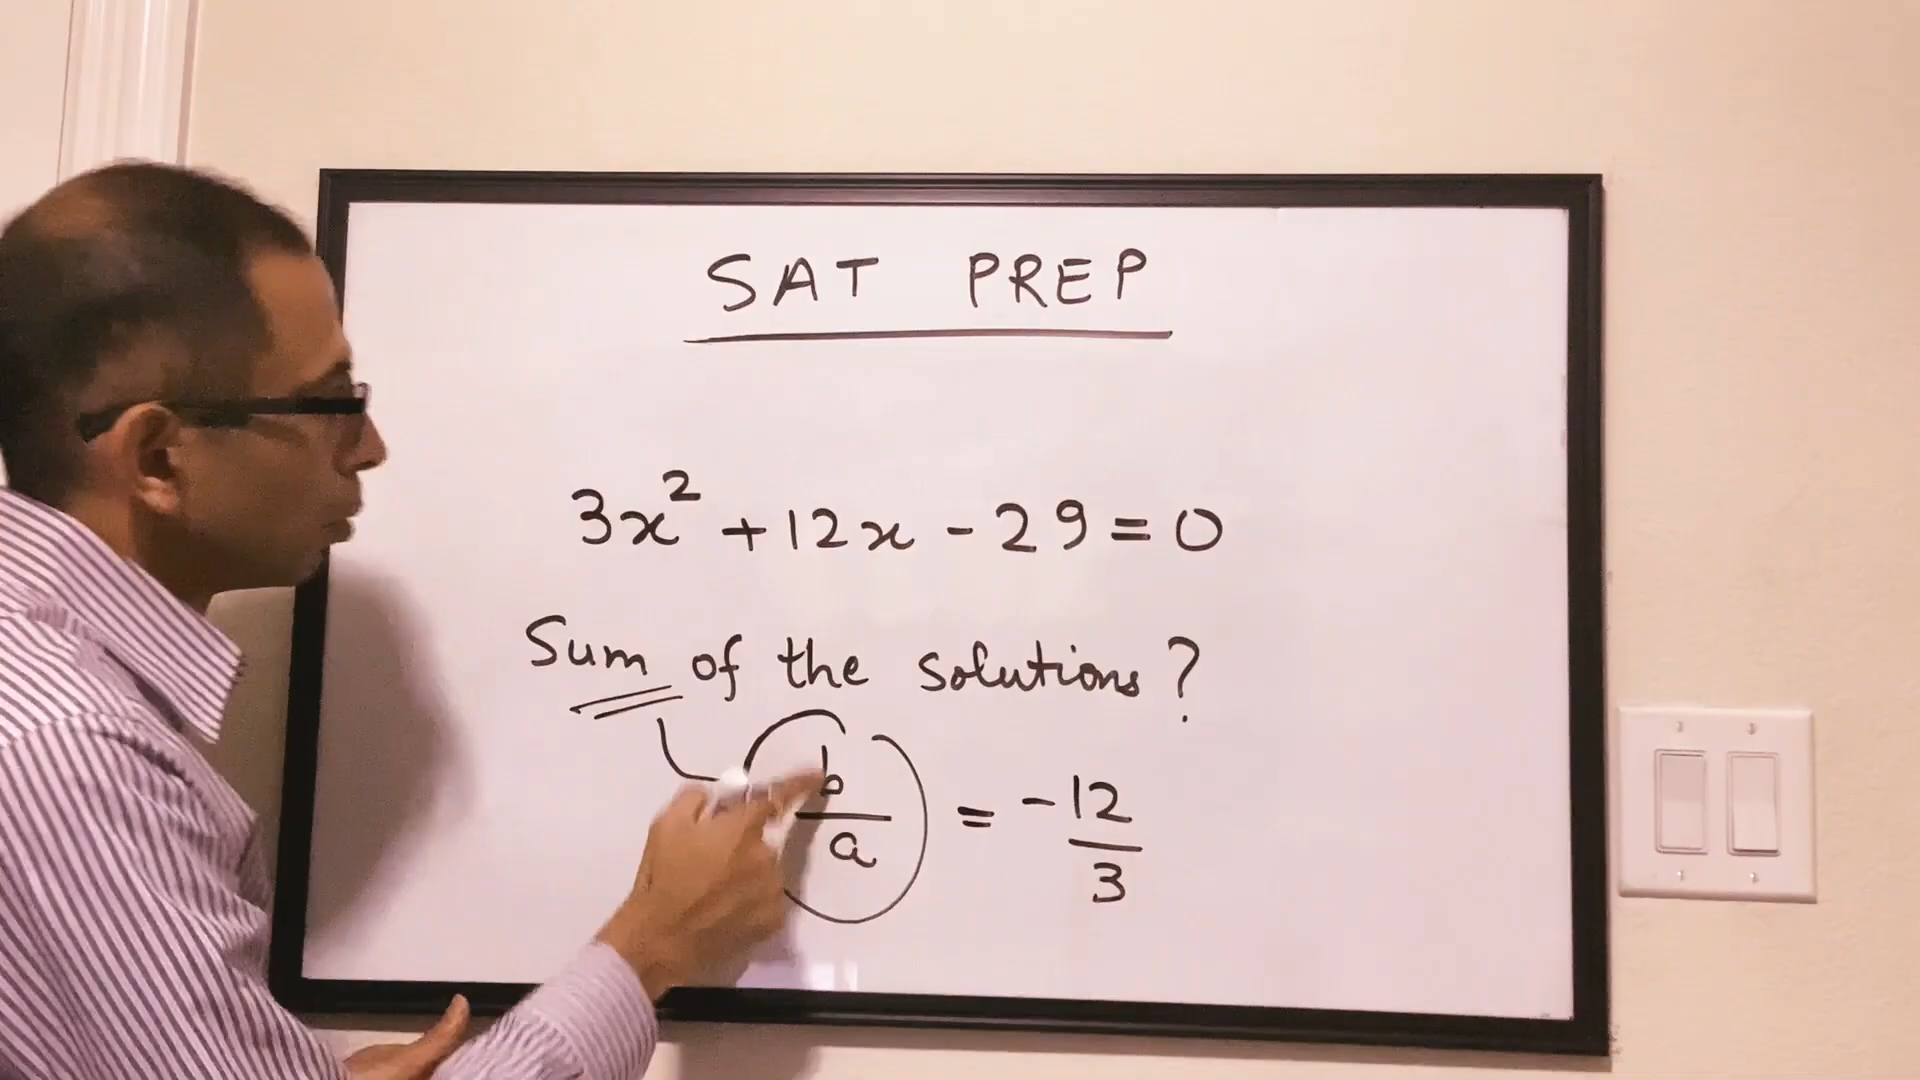 SAT PREP
3x² + 12x - 29 = 0
Sum of the solutions?
b/a = -12/3